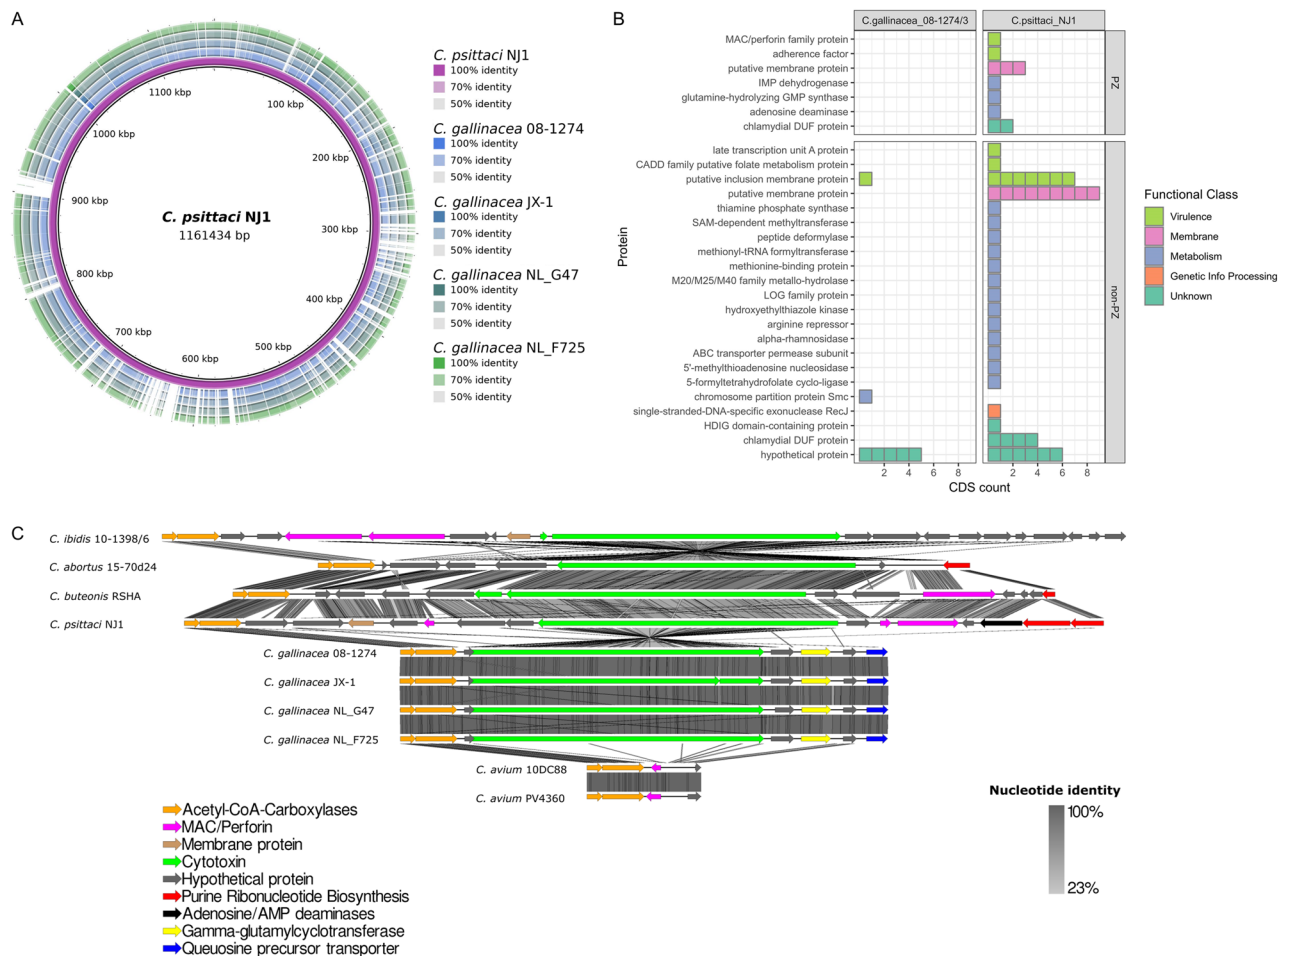 A
C. psittaci NJ1
1161434 bp
100 kbp
200 kbp
300 kbp
400 kbp
500 kbp
600 kbp
700 kbp
800 kbp
900 kbp
1000 kbp
1100 kbp
C. psittaci NJ1
100% identity
70% identity
50% identity
C. gallinacea 08-1274
100% identity
70% identity
50% identity
C. gallinacea JX-1
100% identity
70% identity
50% identity
C. gallinacea NL_G47
100% identity
70% identity
50% identity
C. gallinacea NL_F725
100% identity
70% identity
50% identity
B
C.gallinacea_08-1274/3
C.psittaci_NJ1
MAC/perforin family protein
adherence factor
putative membrane protein
IMP dehydrogenase
glutamine-hydrolyzing GMP synthase
adenosine deaminase
chlamydial DUF protein
PZ
late transcription unit A protein
CADD family putative folate metabolism protein
putative inclusion membrane protein
putative membrane protein
thiamine phosphate synthase
SAM-dependent methyltransferase
peptide deformylase
methionyl-tRNA formyltransferase
methionine-binding protein
M20/M25/M40 family metallo-hydrolase
LOG family protein
hydroxyethylthiazole kinase
arginine repressor
alpha-rhamnosidase
ABC transporter permease subunit
5'-methylthioadenosine nucleosidase
5-formyltetrahydrofolate cyclo-ligase
chromosome partition protein Smc
single-stranded-DNA-specific exonuclease RecJ
HDIG domain-containing protein
chlamydial DUF protein
hypothetical protein
non-PZ
Protein
2 4 6 8
2 4 6 8
CDS count
Functional Class
Virulence
Membrane
Metabolism
Genetic Info Processing
Unknown
C
C. ibidis 10-1398/6
C. abortus 15-70d24
C. buteonis RSHA
C. psittaci NJ1
C. gallinacea 08-1274
C. gallinacea JX-1
C. gallinacea NL_G47
C. gallinacea NL_F725
C. avium 10DC88
C. avium PV4360
Acetyl-CoA-Carboxylases
MAC/Perforin
Membrane protein
Cytotoxin
Hypothetical protein
Purine Ribonucleotide Biosynthesis
Adenosine/AMP deaminases
Gamma-glutamylcyclotransferase
Queuosine precursor transporter
Nucleotide identity
100%
23%